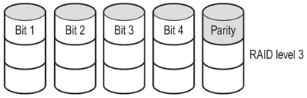 Bit 1 Bit 2 Bit 3 Bit 4 Parity
RAID level 3